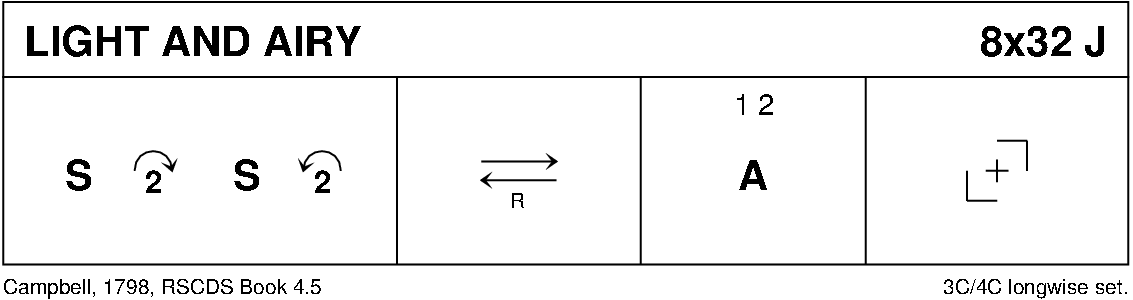 LIGHT AND AIRY 8x32 J
1 2
S 2 S 2 A
R
Campbell, 1798, RSCDS Book 4.5 3C/4C longwise set.